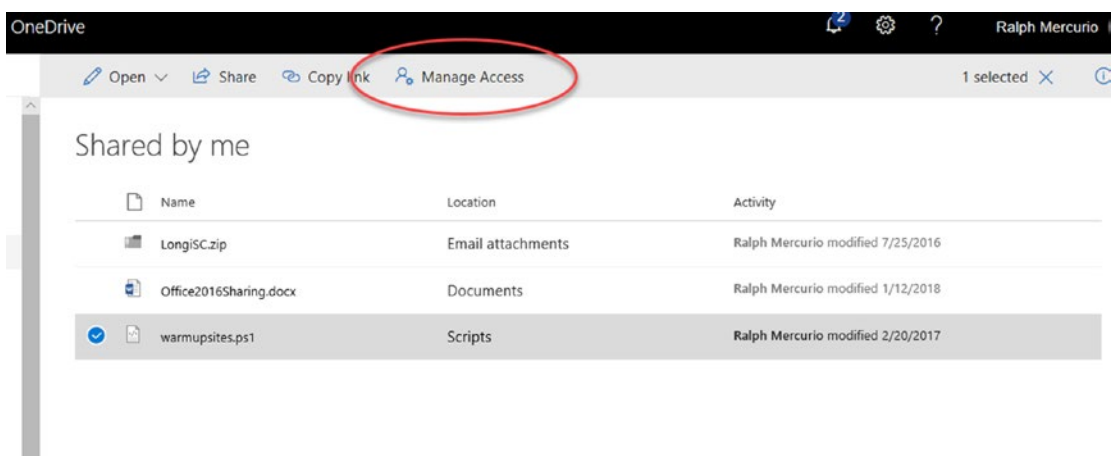 OneDrive 2 ? Ralph Mercurio
Open Share Copy link Manage Access 1 selected
Shared by me
Name Location Activity
LongiSC.zip Email attachments Ralph Mercurio modified 7/25/2016
Office2016Sharing.docx Documents Ralph Mercurio modified 1/12/2018
warmupsites.ps1 Scripts Ralph Mercurio modified 2/20/2017